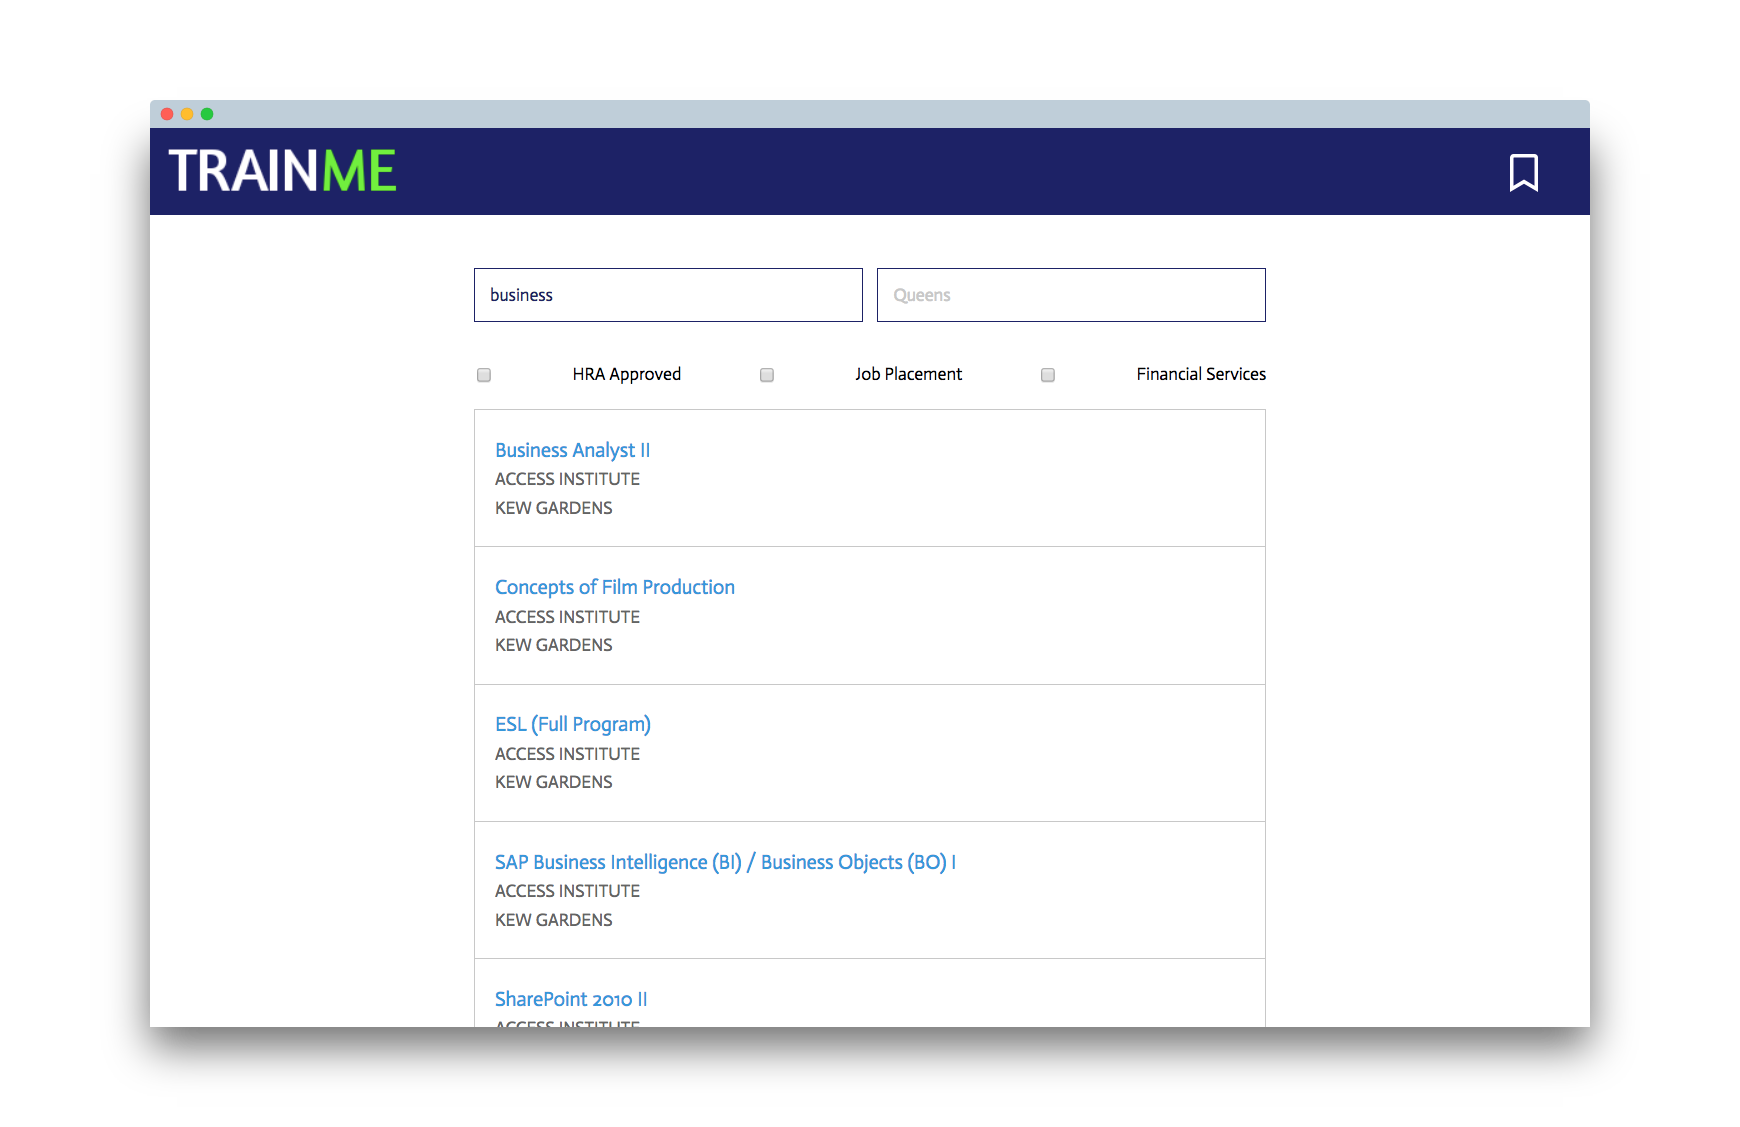 TRAINME
business
Queens
HRA Approved
Job Placement
Financial Services
Business Analyst II
ACCESS INSTITUTE
KEW GARDENS
Concepts of Film Production
ACCESS INSTITUTE
KEW GARDENS
ESL (Full Program)
ACCESS INSTITUTE
KEW GARDENS
SAP Business Intelligence (BI) / Business Objects (BO) I
ACCESS INSTITUTE
KEW GARDENS
SharePoint 2010 II
ACCESS INSTITUTE